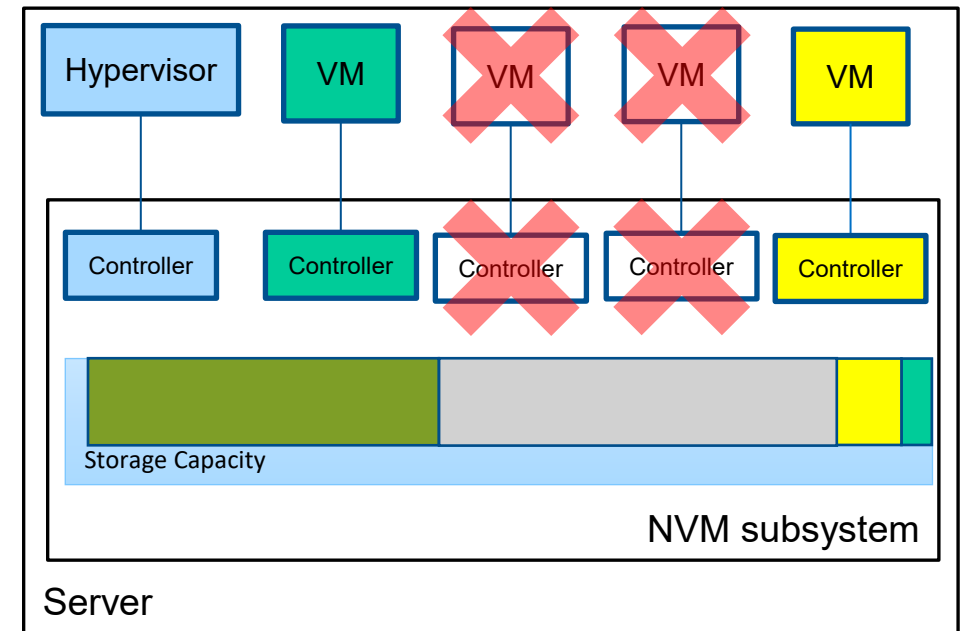 Hypervisor
VM
VM
VM
VM
Controller
Controller
Controller
Controller
Controller
Storage Capacity
NVM subsystem
Server